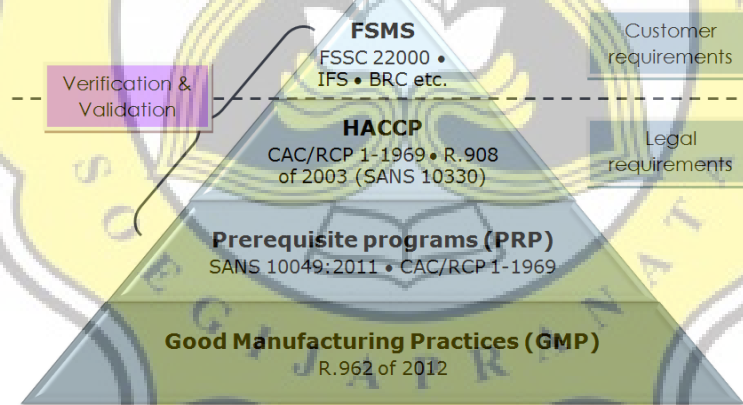 FSMS
FSSC 22000 •
IFS • BRC etc.
Customer
requirements
Verification &
Validation
HACCP
CAC/RCP 1-1969 • R.908
of 2003 (SANS 10330)
Legal
requirements
Prerequisite programs (PRP)
SANS 10049:2011 • CAC/RCP 1-1969
Good Manufacturing Practices (GMP)
R.962 of 2012
SOEGIJAPRANATA